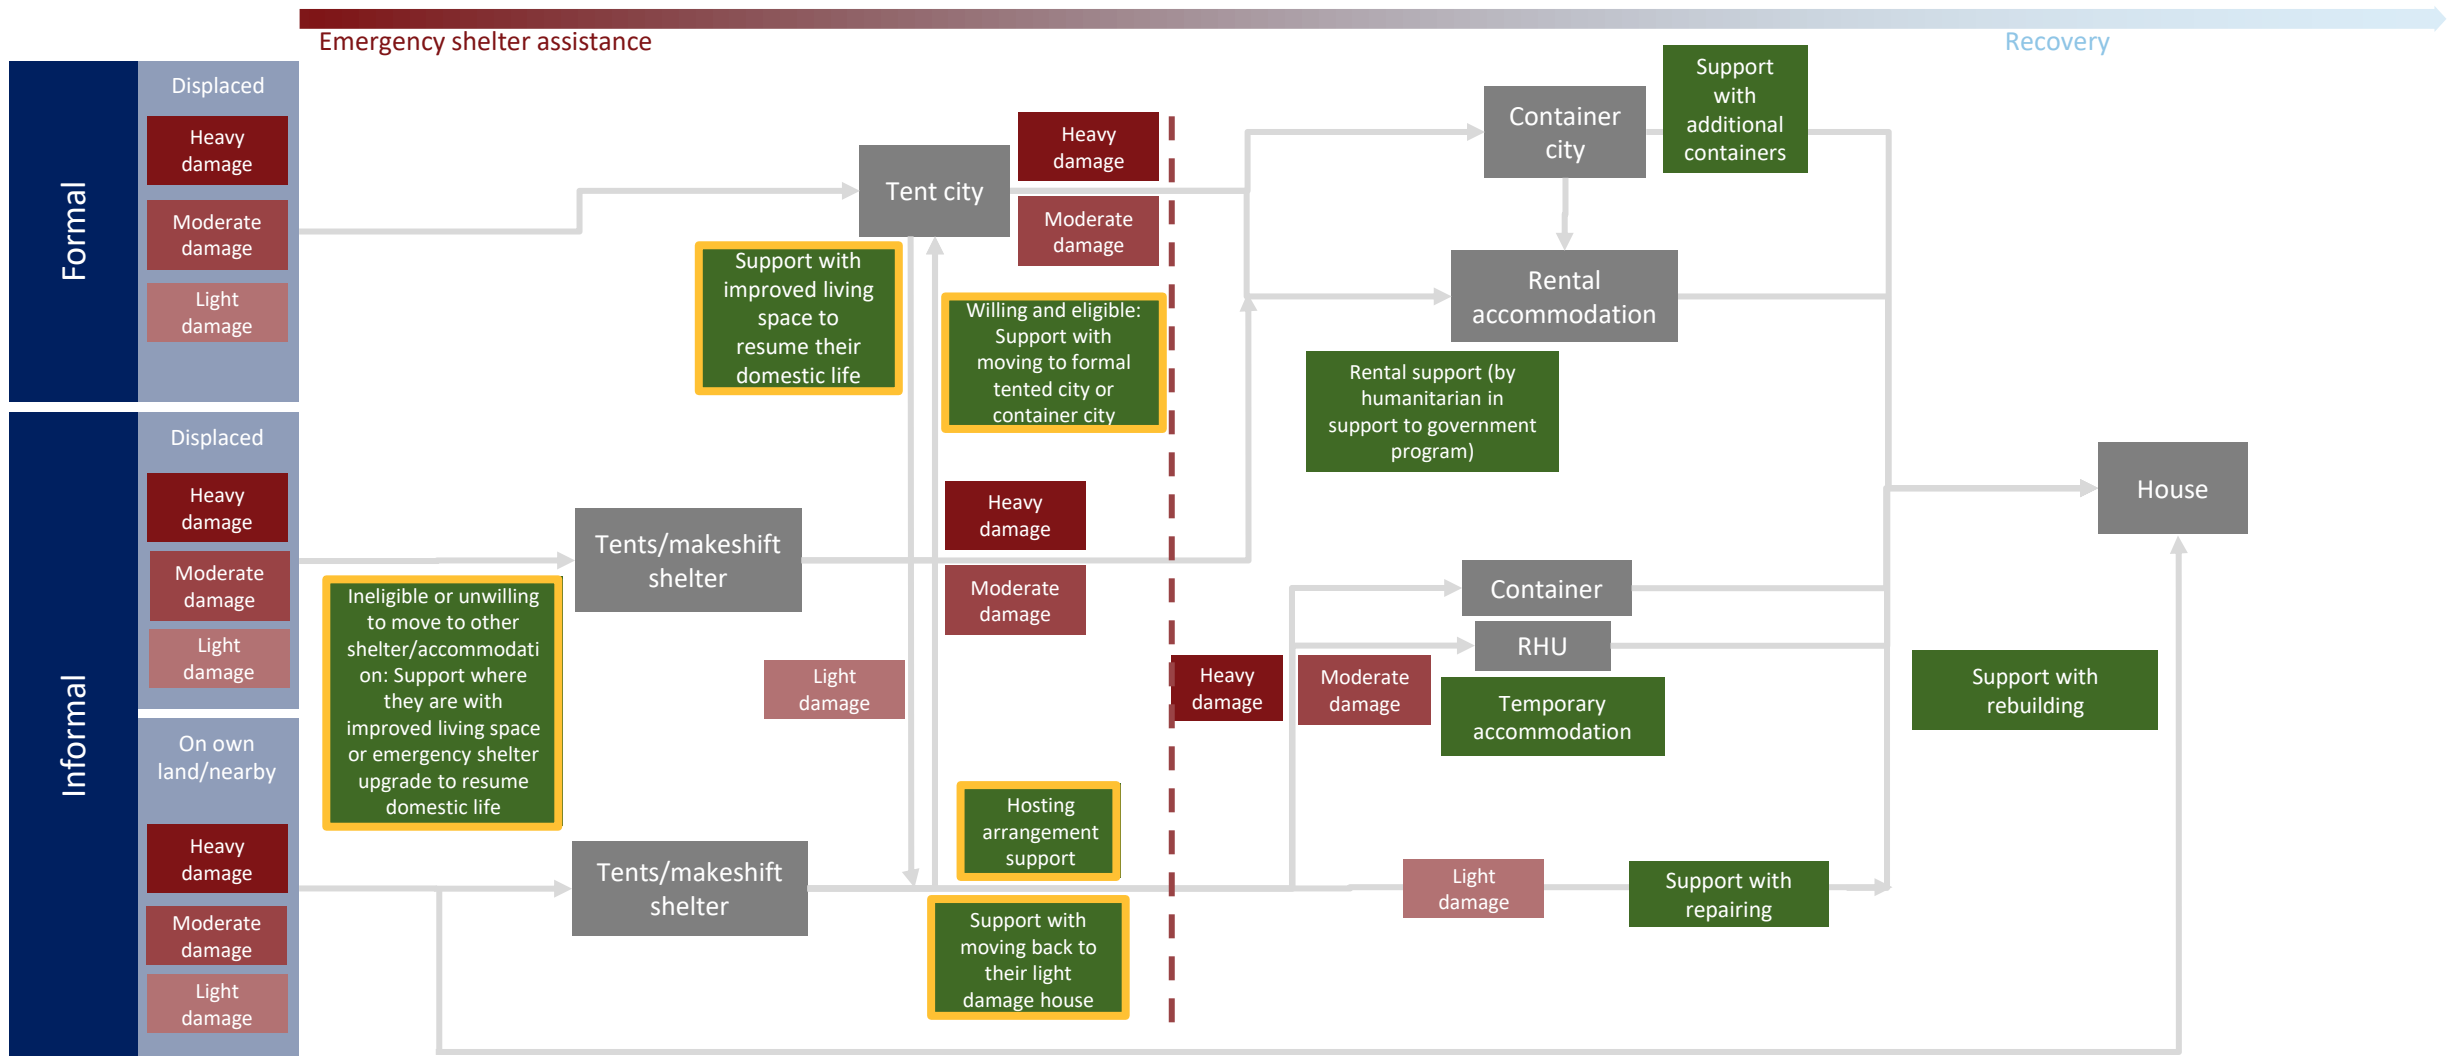 Emergency shelter assistance
Recovery
Formal
Displaced
Heavy
damage
Moderate
damage
Light
damage
Tent city
Heavy
damage
Moderate
damage
Support with
improved living
space to
resume their
domestic life
Willing and eligible:
Support with
moving to formal
tented city or
container city
Container
city
Support
with
additional
containers
Rental
accommodation
Rental support (by
humanitarian in
support to government
program)
House
Informal
Displaced
Heavy
damage
Moderate
damage
Light
damage
Ineligible or unwilling
to move to other
shelter/accommodati
on: Support where
they are with
improved living space
or emergency shelter
upgrade to resume
domestic life
Tents/makeshift
shelter
Heavy
damage
Moderate
damage
Light
damage
Container
RHU
Heavy
damage
Moderate
damage
Temporary
accommodation
Support with
rebuilding
On own
land/nearby
Heavy
damage
Moderate
damage
Light
damage
Tents/makeshift
shelter
Hosting
arrangement
support
Support with
moving back to
their light
damage house
Light
damage
Support with
repairing